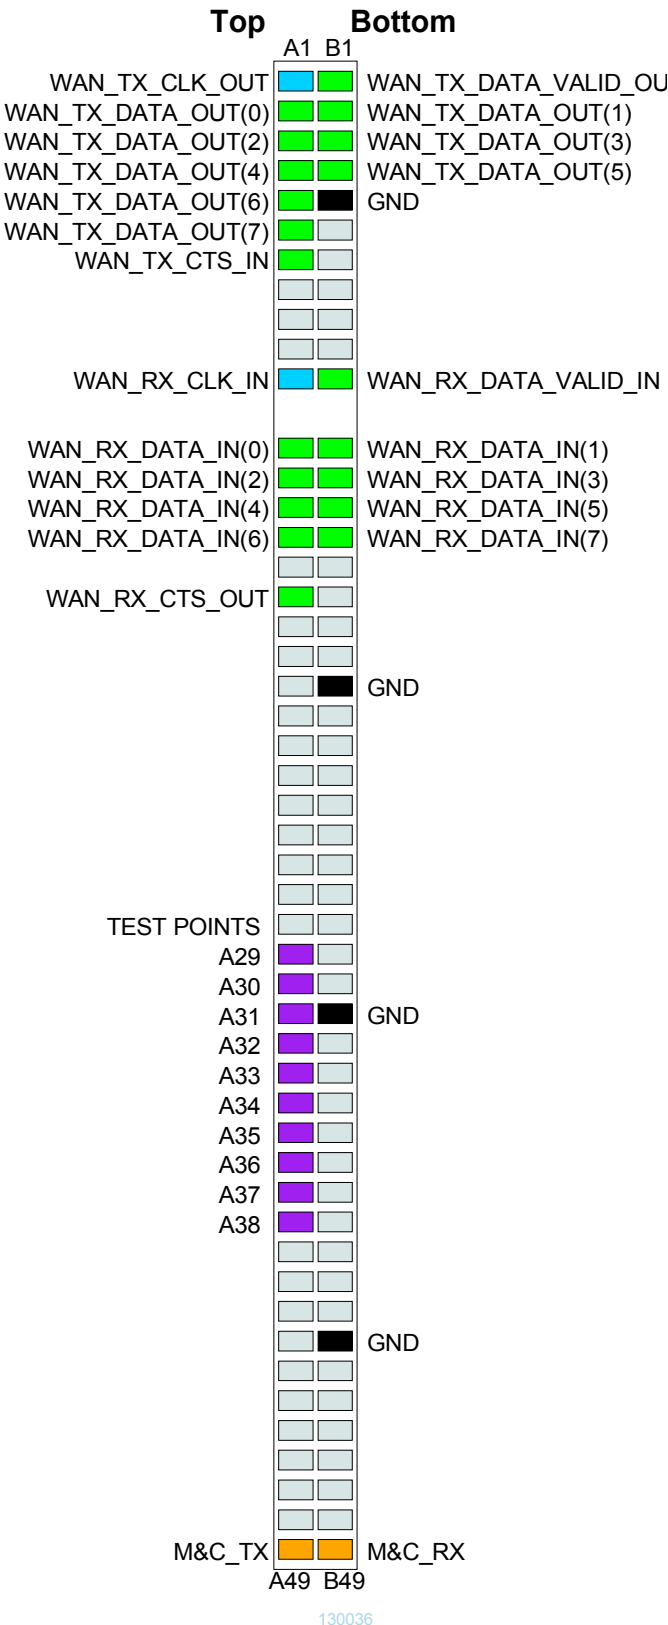 Top Bottom
A1 B1
WAN_TX_CLK_OUT WAN_TX_DATA_VALID_OU
WAN_TX_DATA_OUT(0) WAN_TX_DATA_OUT(1)
WAN_TX_DATA_OUT(2) WAN_TX_DATA_OUT(3)
WAN_TX_DATA_OUT(4) WAN_TX_DATA_OUT(5)
WAN_TX_DATA_OUT(6) GND
WAN_TX_DATA_OUT(7)
WAN_TX_CTS_IN
WAN_RX_CLK_IN WAN_RX_DATA_VALID_IN
WAN_RX_DATA_IN(0) WAN_RX_DATA_IN(1)
WAN_RX_DATA_IN(2) WAN_RX_DATA_IN(3)
WAN_RX_DATA_IN(4) WAN_RX_DATA_IN(5)
WAN_RX_DATA_IN(6) WAN_RX_DATA_IN(7)
WAN_RX_CTS_OUT
GND
TEST POINTS
A29
A30
A31 GND
A32
A33
A34
A35
A36
A37
A38
GND
M&C_TX M&C_RX
A49 B49
130036